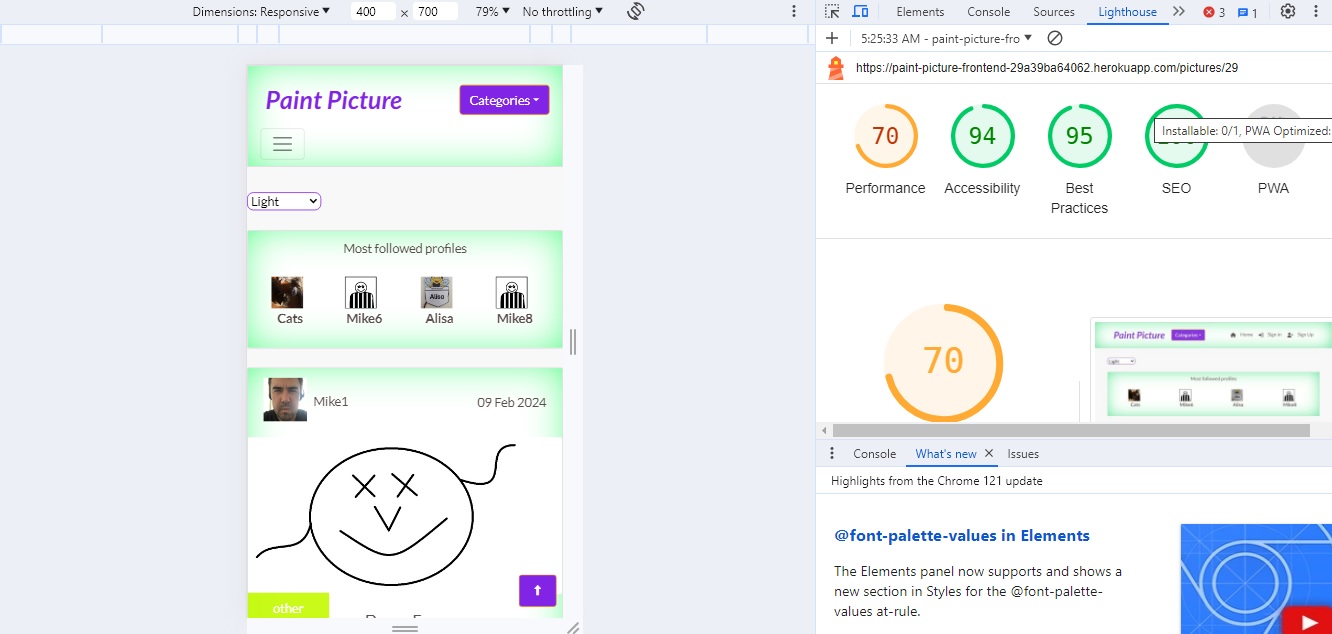 Dimensions: Responsive 400 × 700 79% No throttling
Elements Console Sources Lighthouse 3 1
5:25:33 AM - paint-picture-fro
https://paint-picture-frontend-29a39ba64062.herokuapp.com/pictures/29
Paint Picture
Categories
Light
Most followed profiles
Cats Mike6 Alisa Mike8
Mike1
09 Feb 2024
other
70 94 95
Installable: 0/1, PWA Optimized:
Performance Accessibility Best Practices SEO PWA
70
Paint Picture Categories Home Sign in Sign Up
Light
Most followed profiles
Cats Mike6 Alisa Mike8
Console What's new × Issues
Highlights from the Chrome 121 update
@font-palette-values in Elements
The Elements panel now supports and shows a
new section in Styles for the @font-palette-
values at-rule.